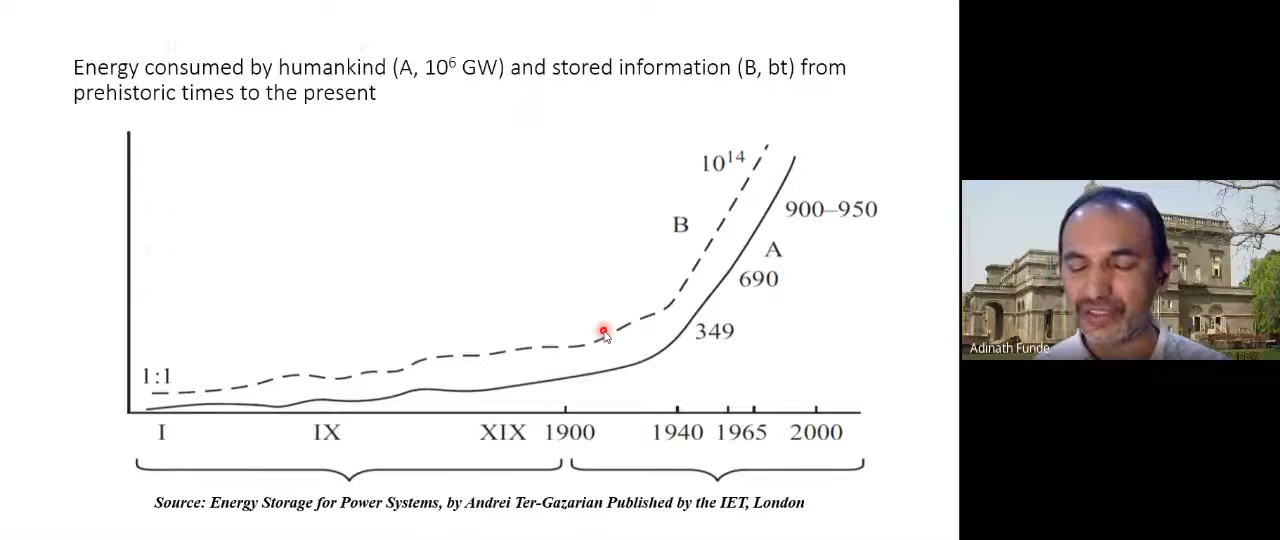 Energy consumed by humankind (A, 10⁶ GW) and stored information (B, bt) from
prehistoric times to the present
10¹⁴
900–950
B
A
690
349
1:1
I IX XIX 1900 1940 1965 2000
Source: Energy Storage for Power Systems, by Andrei Ter-Gazarian Published by the IET, London
Adinath Funde